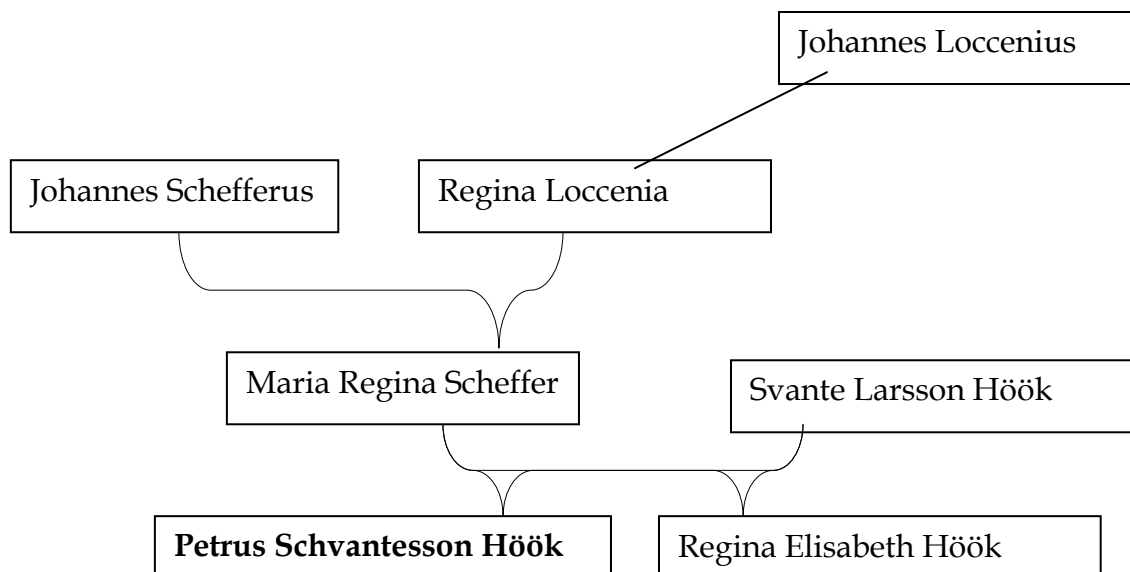 Johannes Loccenius
Johannes Schefferus
Regina Loccenia
Maria Regina Scheffer
Svante Larsson Höök
Petrus Schvantesson Höök
Regina Elisabeth Höök